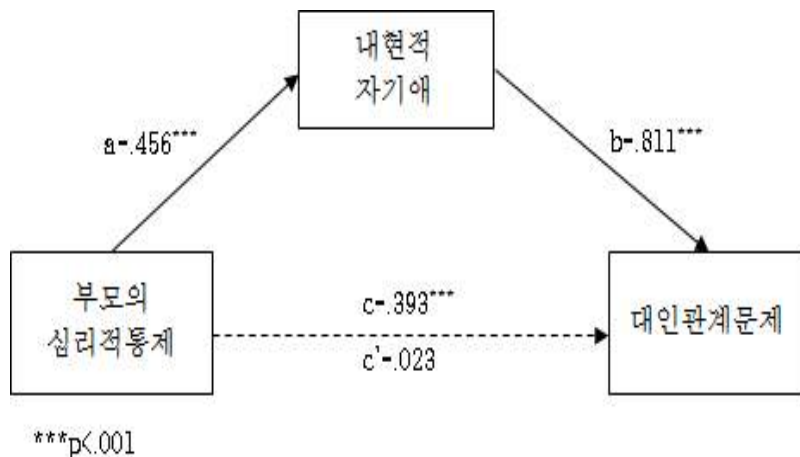 내현적
자기애
a=.456***
b=.811***
부모의
심리적통제
c=.393***
c'=.023
대인관계문제
***p<.001